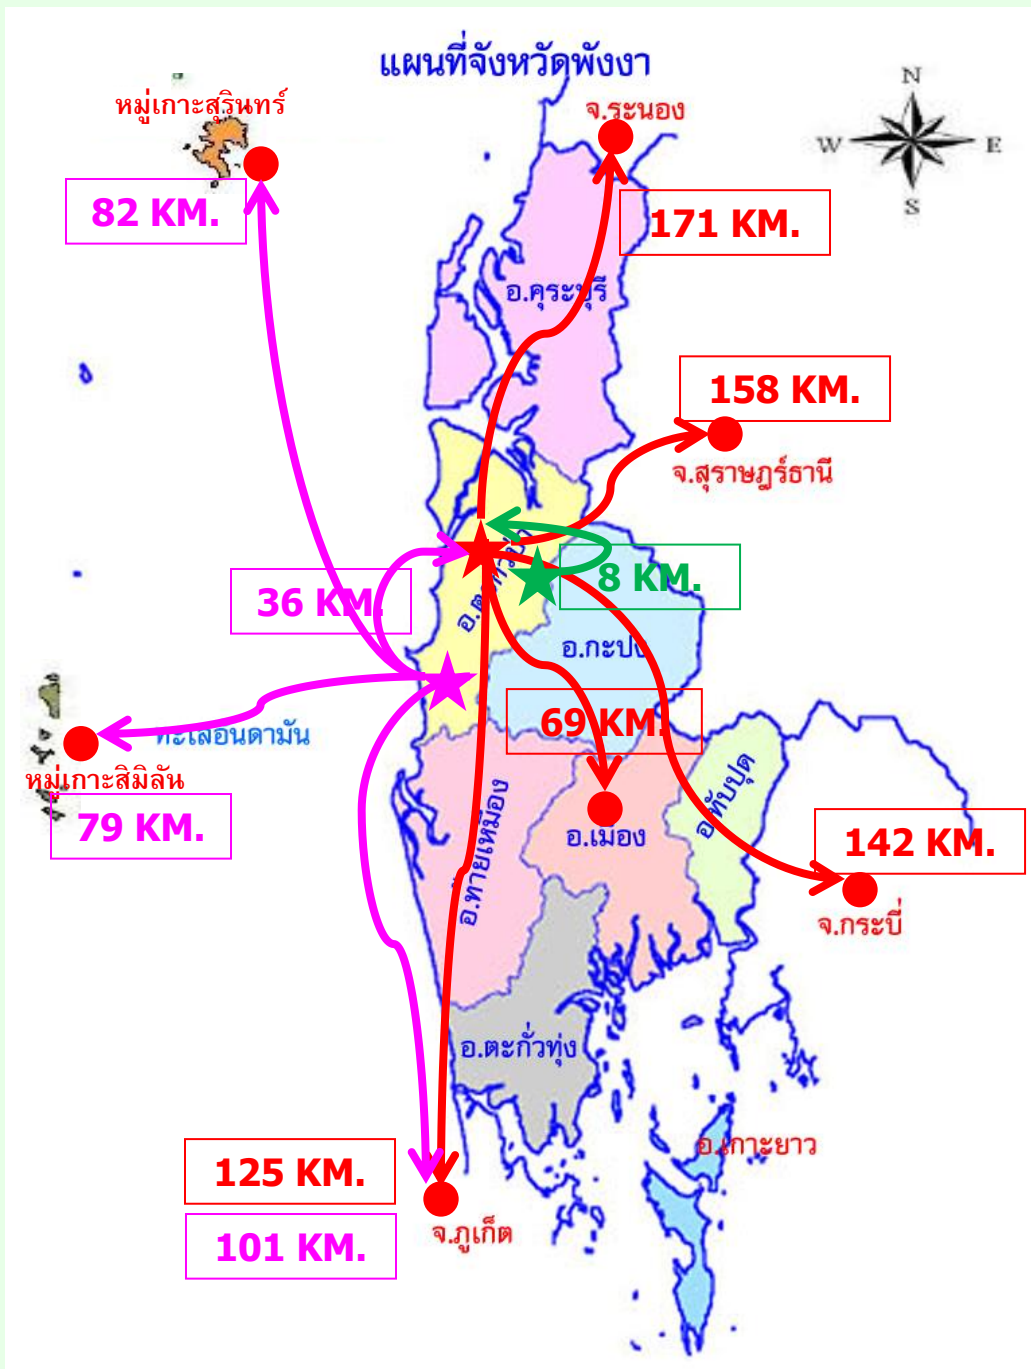 แผนที่จังหวัดพังงา
N
W
E
S
หมู่เกาะสุรินทร์
จ.ระนอง
82 KM.
171 KM.
อ.คุระบุรี
158 KM.
จ.สุราษฎร์ธานี
อ.ตะกั่วป่า
8 KM.
36 KM.
อ.กะปง
69 KM.
ทะเลอันดามัน
หมู่เกาะสิมิลัน
79 KM.
อ.ทับปุด
อ.ท้ายเหมือง
อ.เมือง
142 KM.
จ.กระบี่
อ.ตะกั่วทุ่ง
อ.เกาะยาว
125 KM.
จ.ภูเก็ต
101 KM.